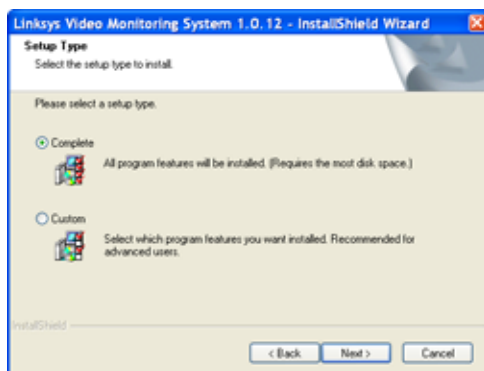 Linksys Video Monitoring System 1.0.12 - InstallShield Wizard
Setup Type
Select the setup type to install.
Please select a setup type.
Complete
All program features will be installed. (Requires the most disk space.)
Custom
Select which program features you want installed. Recommended for
advanced users.
InstallShield
< Back
Next >
Cancel